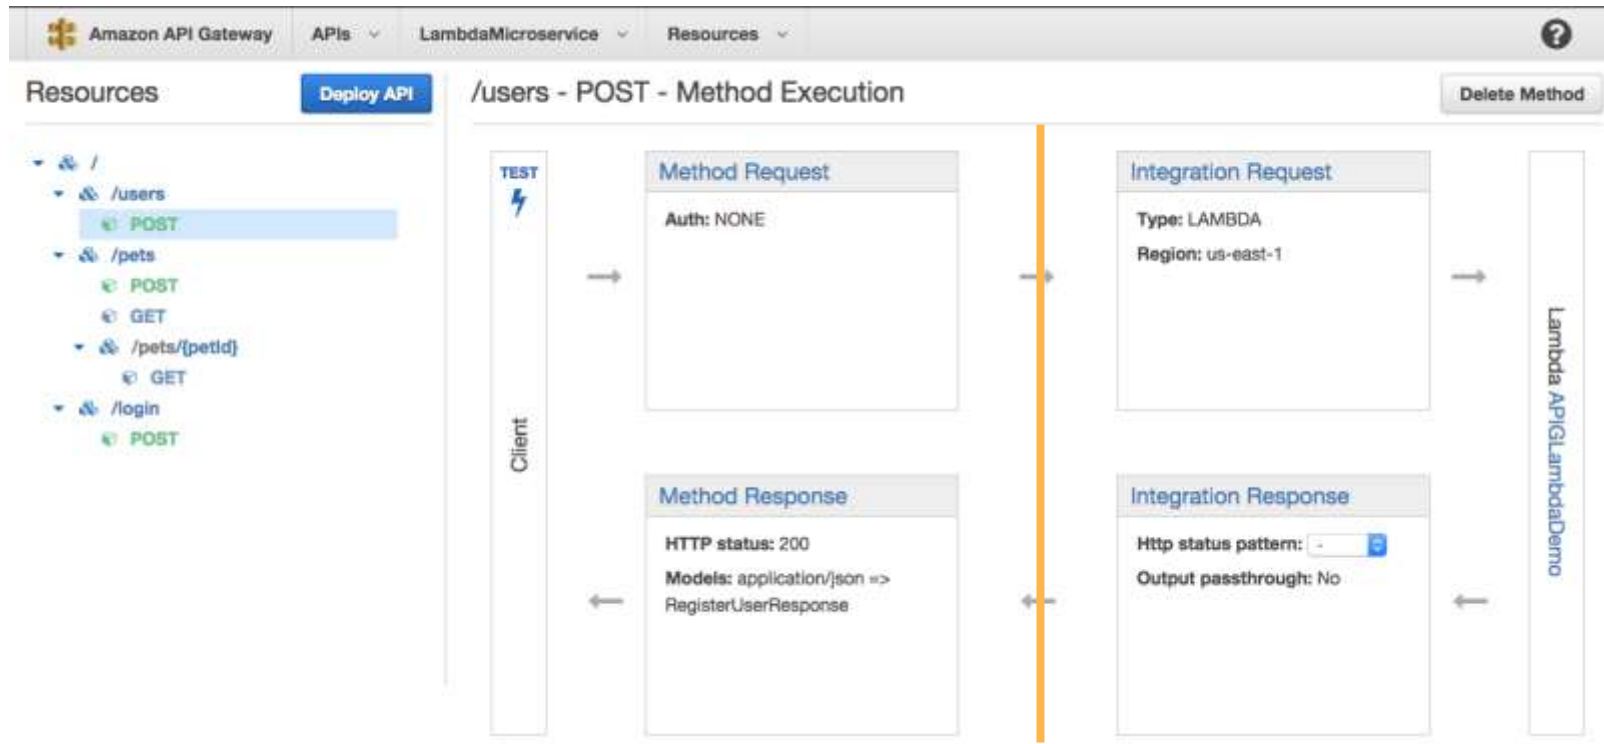 Amazon API Gateway APIs LambdaMicroservice Resources ?
Resources Deploy API
/
/users
POST
/pets
POST
GET
/pets/{petId}
GET
/login
POST
/users - POST - Method Execution Delete Method
TEST
Client
Method Request
Auth: NONE
Integration Request
Type: LAMBDA
Region: us-east-1
Method Response
HTTP status: 200
Models: application/json =>
RegisterUserResponse
Integration Response
Http status pattern: -
Output passthrough: No
Lambda APIGLambdaDemo